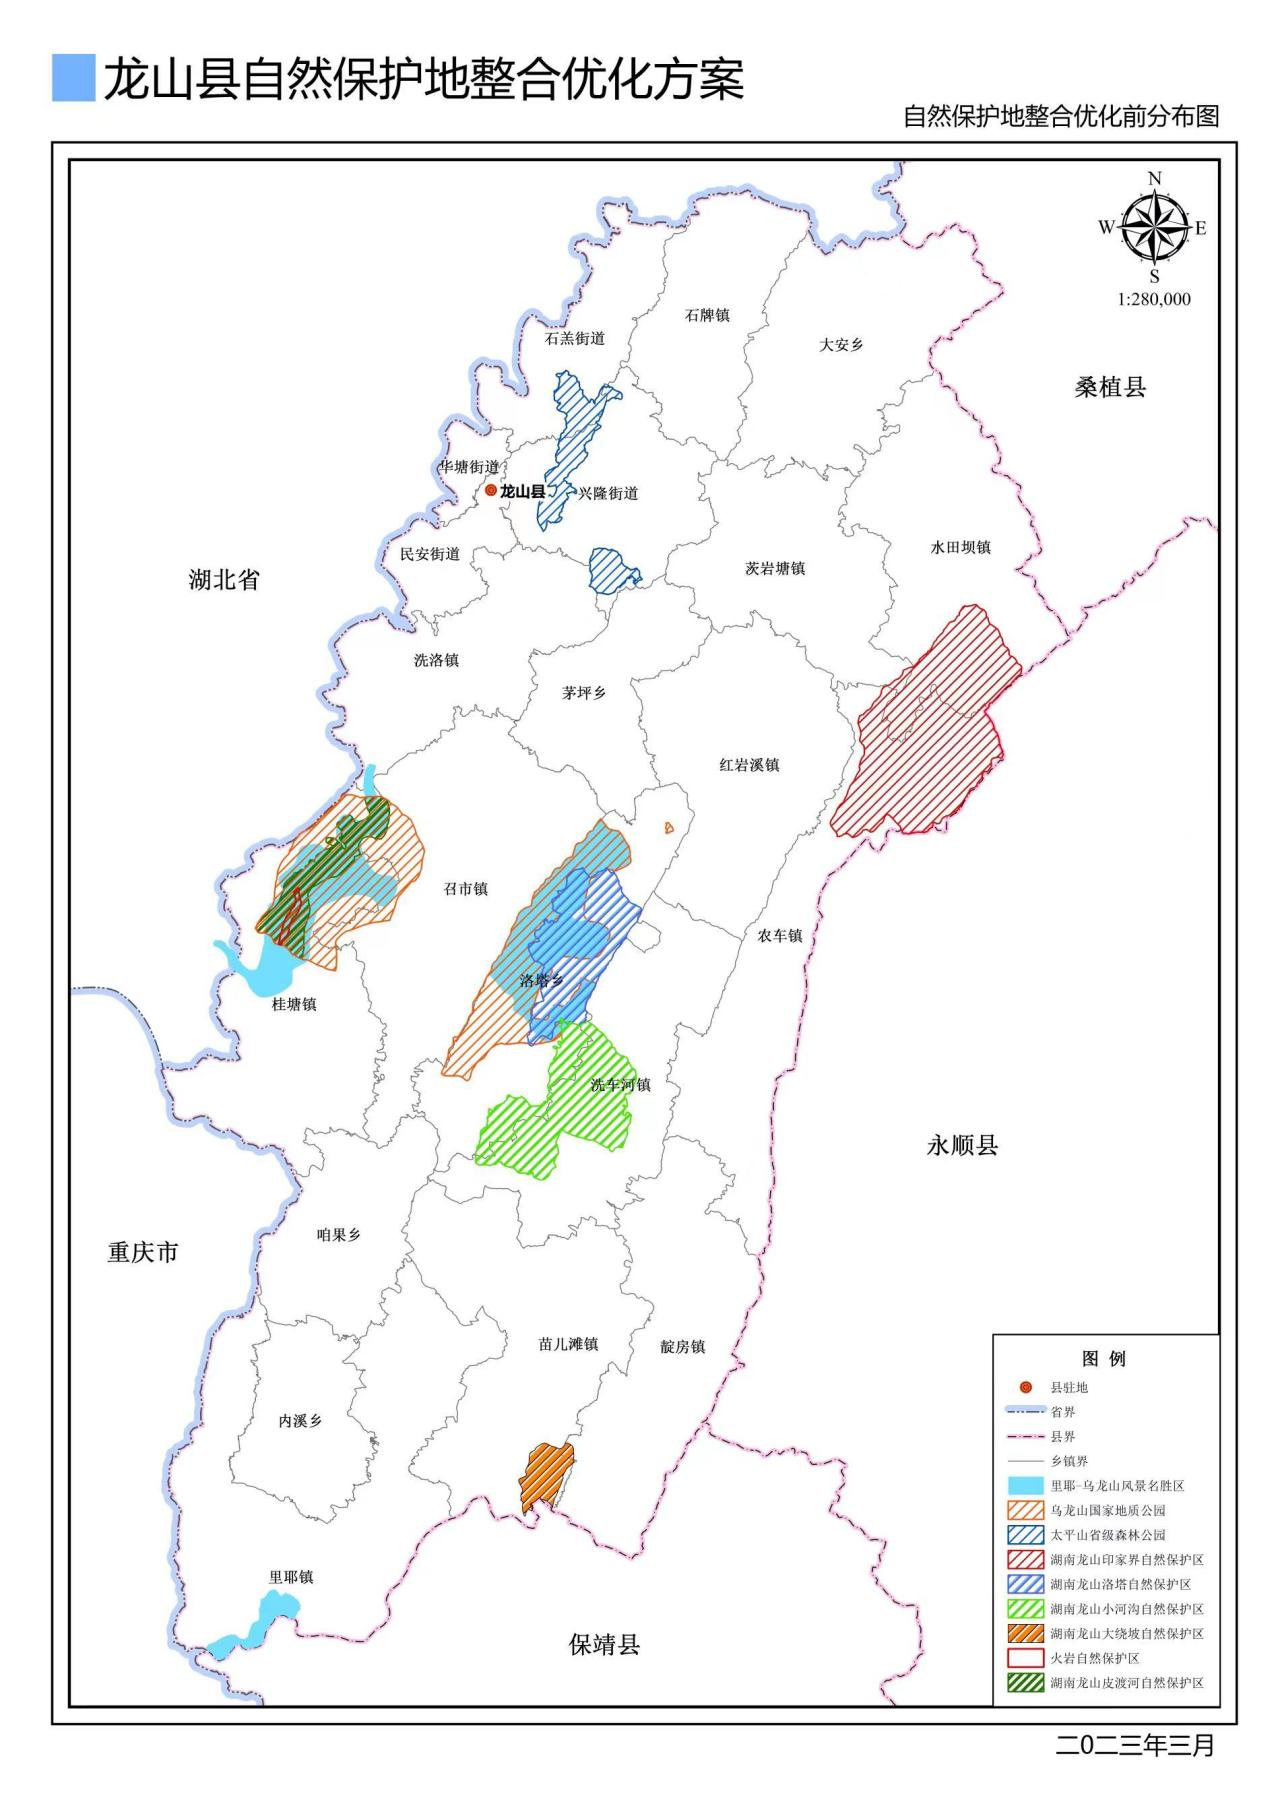 龙山县自然保护地整合优化方案
自然保护地整合优化前分布图
N
W
E
S
1:280,000
石牌镇
石羔街道
大安乡
桑植县
华塘街道
龙山县
兴隆街道
民安街道
水田坝镇
茨岩塘镇
湖北省
洗洛镇
茅坪乡
红岩溪镇
召市镇
农车镇
洛塔乡
桂塘镇
洗车河镇
永顺县
咱果乡
重庆市
苗儿滩镇
靛房镇
内溪乡
里耶镇
保靖县
图 例
县驻地
省界
县界
乡镇界
里耶-乌龙山风景名胜区
乌龙山国家地质公园
太平山省级森林公园
湖南龙山印家界自然保护区
湖南龙山洛塔自然保护区
湖南龙山小河沟自然保护区
湖南龙山大绕坡自然保护区
火岩自然保护区
湖南龙山皮渡河自然保护区
二0二三年三月